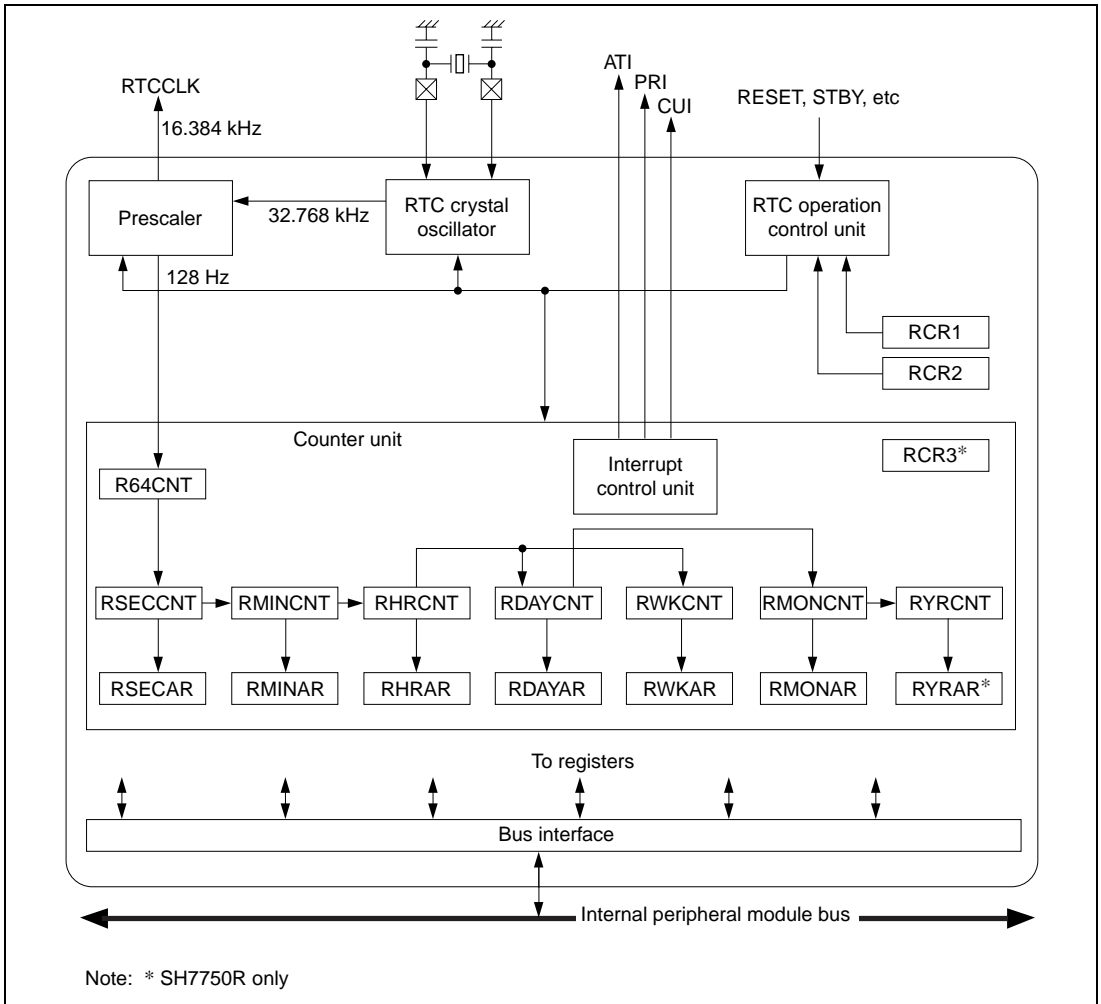 ATI
PRI
CUI
RTCCLK
RESET, STBY, etc
16.384 kHz
Prescaler
32.768 kHz
RTC crystal
oscillator
RTC operation
control unit
128 Hz
RCR1
RCR2
Counter unit
Interrupt
control unit
RCR3*
R64CNT
RSECCNT
RMINCNT
RHRCNT
RDAYCNT
RWKCNT
RMONCNT
RYRCNT
RSECAR
RMINAR
RHRAR
RDAYAR
RWKAR
RMONAR
RYRAR*
To registers
Bus interface
Internal peripheral module bus
Note: * SH7750R only